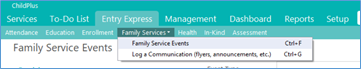 ChildPlus
Services To-Do List Entry Express Management Dashboard Reports Setup
Attendance Education Enrollment Family Services Health In-Kind Assessment
Family Service Events Ctrl+F
Family Service Events
Log a Communication (flyers, announcements, etc.) Ctrl+G